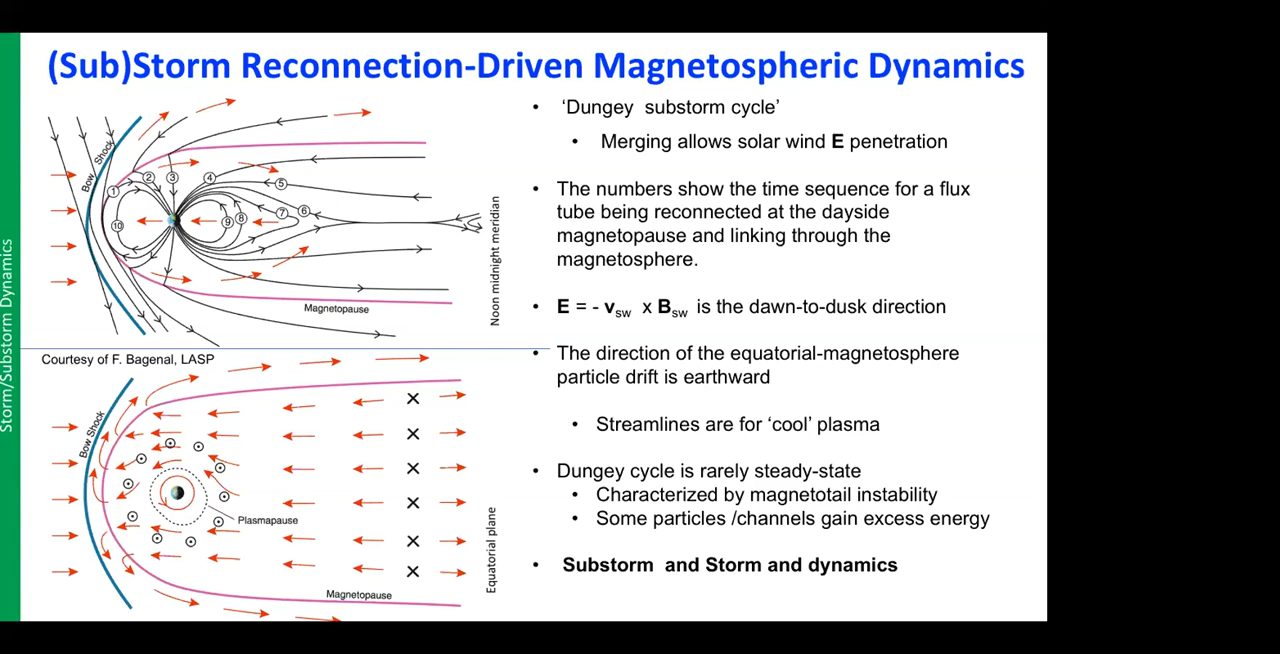 (Sub)Storm Reconnection-Driven Magnetospheric Dynamics
Storm/Substorm Dynamics
Bow Shock
1
2
3
4
5
6
7
8
9
10
Magnetopause
Noon midnight meridian
Courtesy of F. Bagenal, LASP
Bow Shock
Plasmapause
Magnetopause
Equatorial plane
• ‘Dungey substorm cycle’
• Merging allows solar wind E penetration
• The numbers show the time sequence for a flux
tube being reconnected at the dayside
magnetopause and linking through the
magnetosphere.
• E = - vsw x Bsw is the dawn-to-dusk direction
• The direction of the equatorial-magnetosphere
particle drift is earthward
• Streamlines are for ‘cool’ plasma
• Dungey cycle is rarely steady-state
• Characterized by magnetotail instability
• Some particles /channels gain excess energy
• Substorm and Storm and dynamics